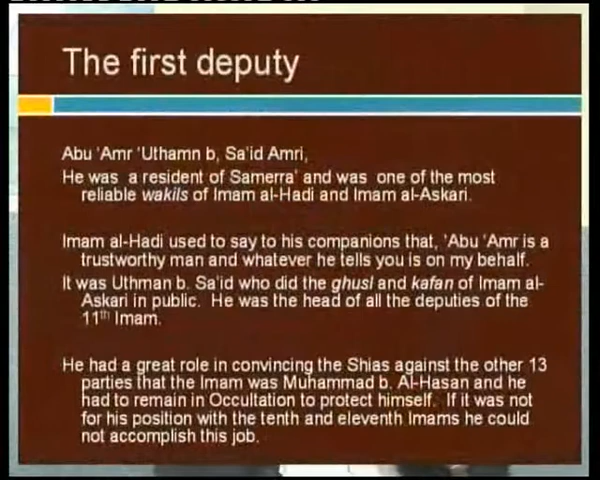 The first deputy
Abu 'Amr 'Uthamn b, Sa'id Amri,
He was a resident of Samerra' and was one of the most
reliable wakils of Imam al-Hadi and Imam al-Askari.
Imam al-Hadi used to say to his companions that, 'Abu 'Amr is a
trustworthy man and whatever he tells you is on my behalf.
It was Uthman b. Sa'id who did the ghusl and kafan of Imam al-
Askari in public. He was the head of all the deputies of the
11th Imam.
He had a great role in convincing the Shias against the other 13
parties that the Imam was Muhammad b. Al-Hasan and he
had to remain in Occultation to protect himself. If it was not
for his position with the tenth and eleventh Imams he could
not accomplish this job.